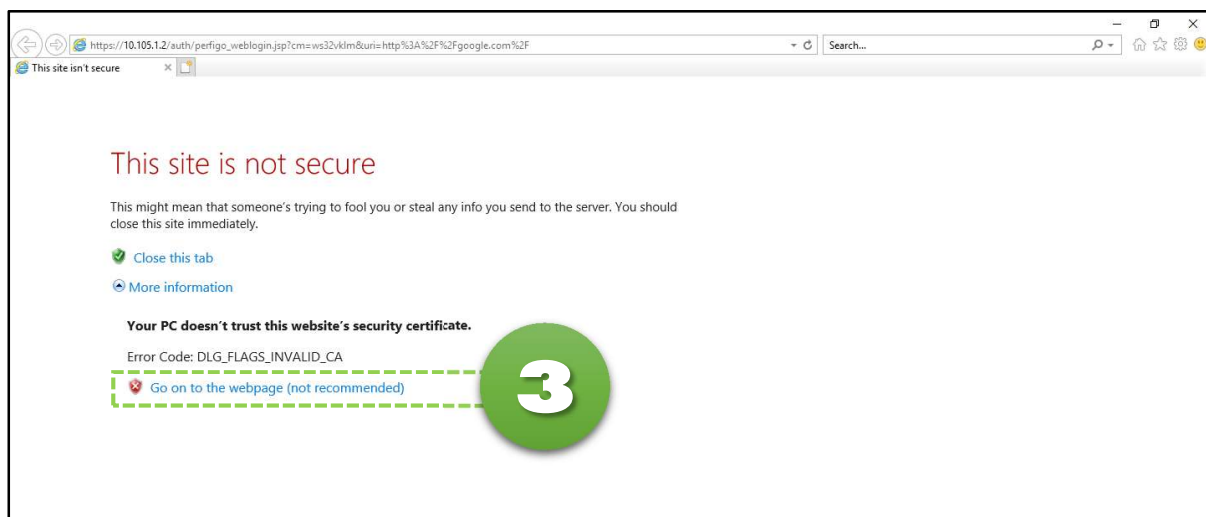 https://10.105.1.2/auth/perfigo_weblogin.jsp?cm=ws32vklm&uri=http%3A%2F%2Fgoogle.com%2F
Search...
This site isn't secure
This site is not secure
This might mean that someone's trying to fool you or steal any info you send to the server. You should
close this site immediately.
Close this tab
More information
Your PC doesn't trust this website's security certificate.
Error Code: DLG_FLAGS_INVALID_CA
Go on to the webpage (not recommended)
3